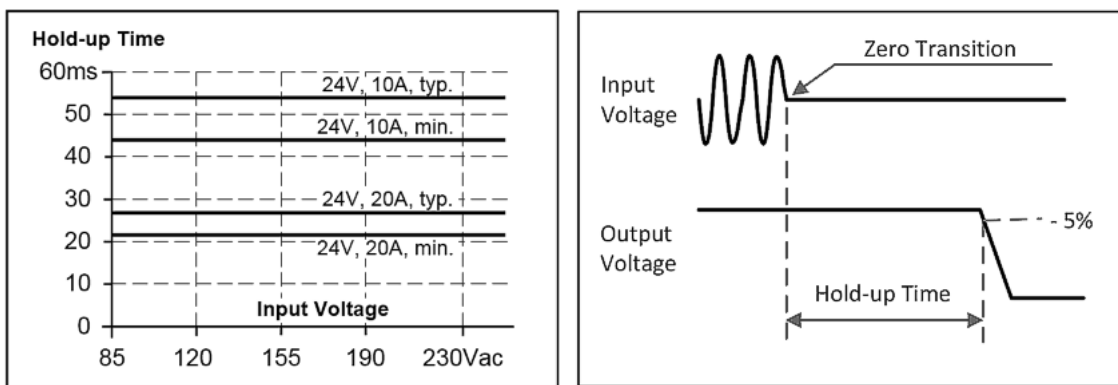 Hold-up Time
60ms
24V, 10A, typ.
50
24V, 10A, min.
40
30
24V, 20A, typ.
20
24V, 20A, min.
10
Input Voltage
0
85 120 155 190 230Vac
Zero Transition
Input
Voltage
- 5%
Output
Voltage
Hold-up Time